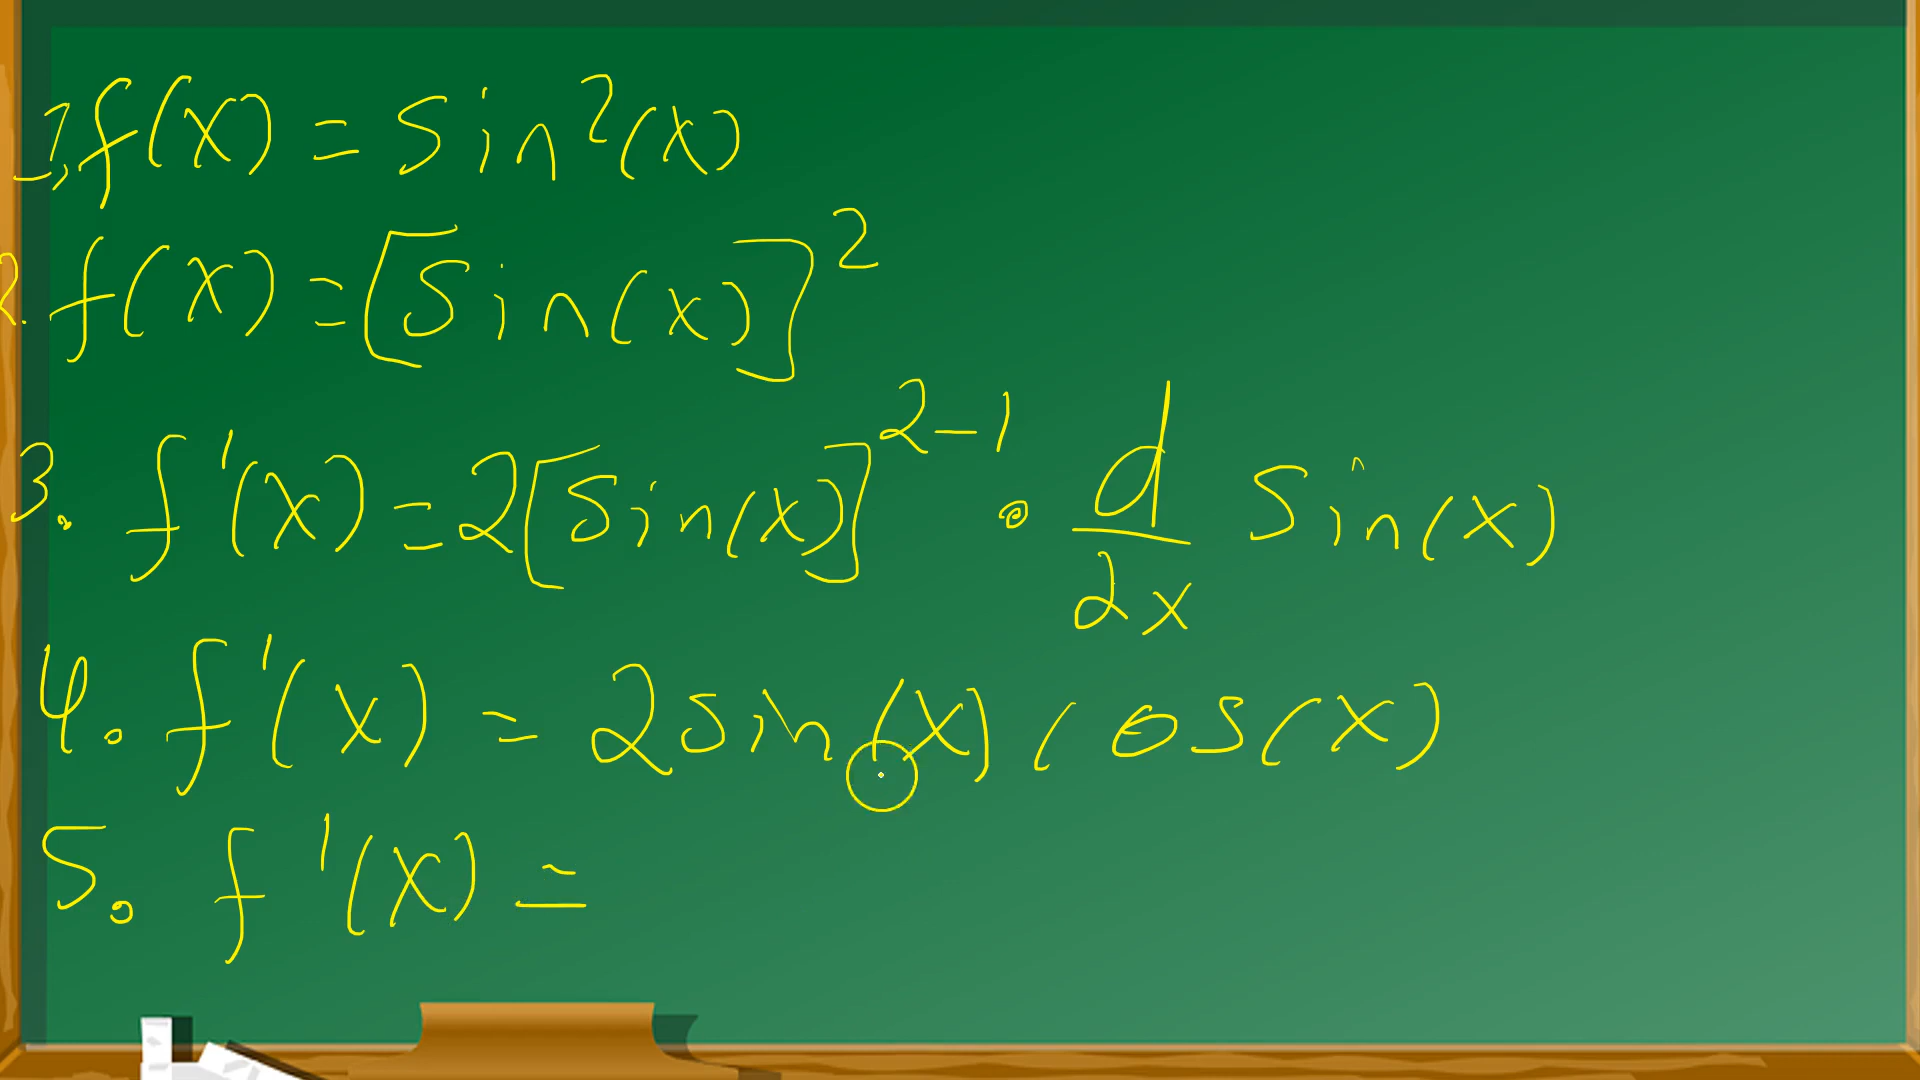 1, f(x) = sin²(x)
2. f(x) = [sin(x)]²
3. f'(x) = 2[sin(x)]²⁻¹ · d/dx sin(x)
4. f'(x) = 2sin(x)cos(x)
5. f'(x) =